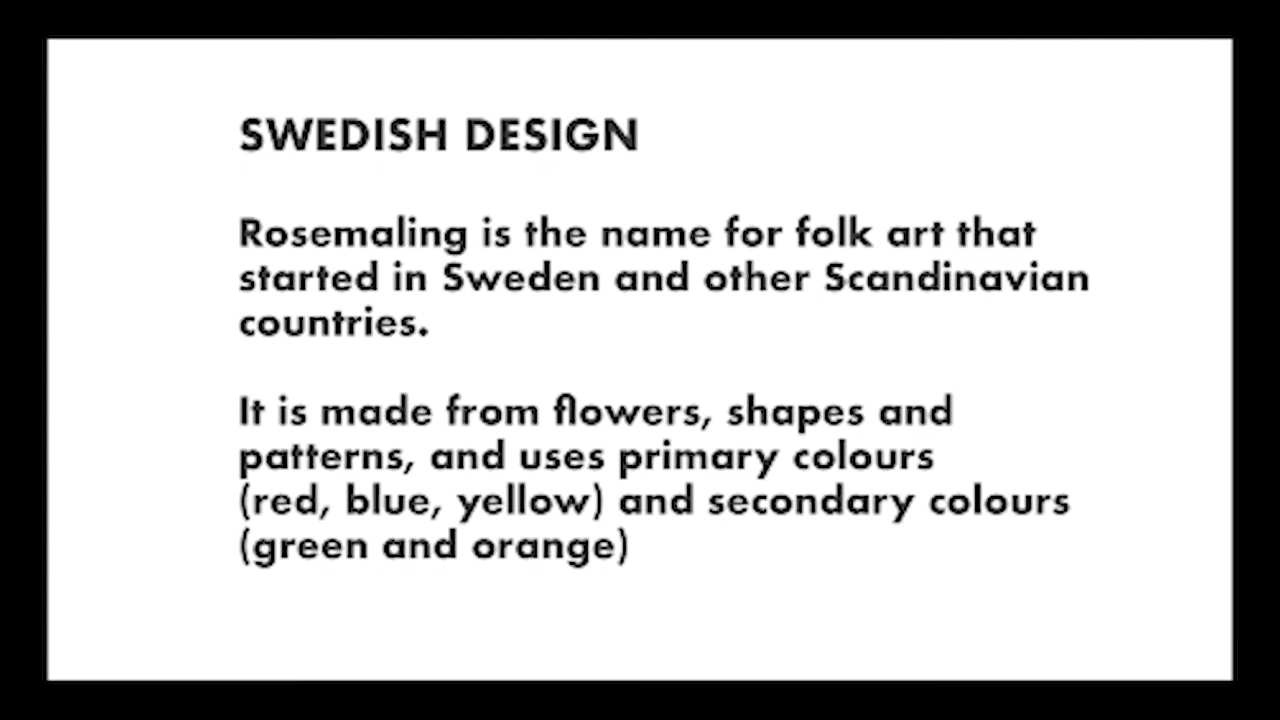 SWEDISH DESIGN
Rosemaling is the name for folk art that
started in Sweden and other Scandinavian
countries.
It is made from flowers, shapes and
patterns, and uses primary colours
(red, blue, yellow) and secondary colours
(green and orange)